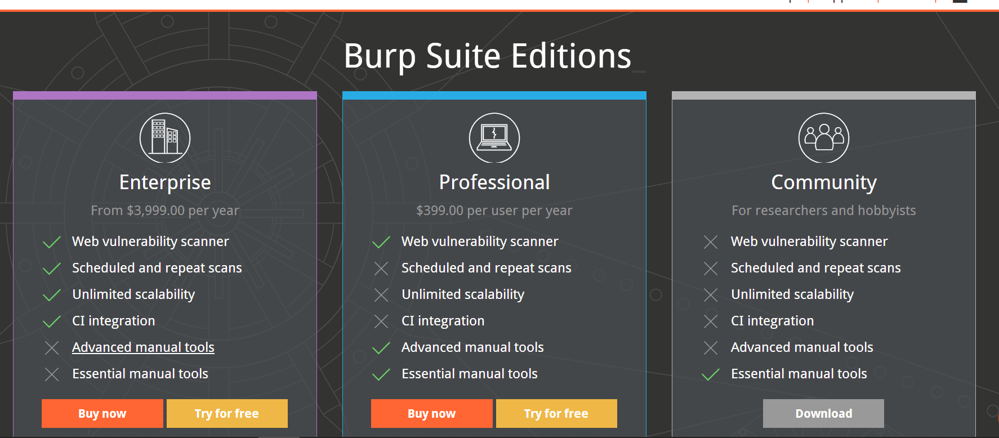 Burp Suite Editions_
Enterprise
From $3,999.00 per year
Web vulnerability scanner
Scheduled and repeat scans
Unlimited scalability
CI integration
Advanced manual tools
Essential manual tools
Buy now
Try for free
Professional
$399.00 per user per year
Web vulnerability scanner
Scheduled and repeat scans
Unlimited scalability
CI integration
Advanced manual tools
Essential manual tools
Buy now
Try for free
Community
For researchers and hobbyists
Web vulnerability scanner
Scheduled and repeat scans
Unlimited scalability
CI integration
Advanced manual tools
Essential manual tools
Download